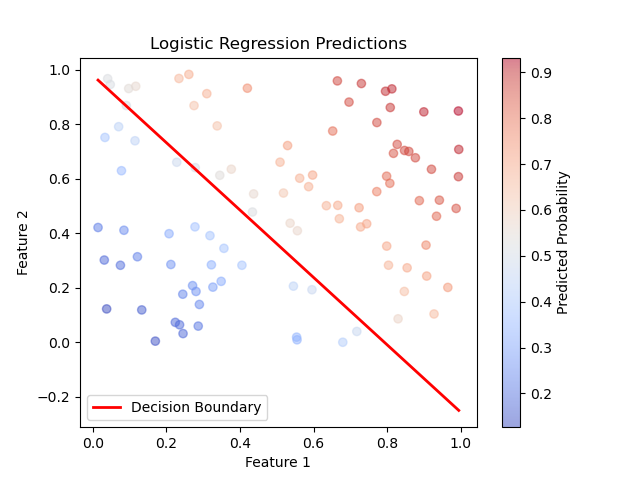 Logistic Regression Predictions
1.0
0.8
0.6
0.4
0.2
0.0
−0.2
Feature 2
Decision Boundary
0.0 0.2 0.4 0.6 0.8 1.0
Feature 1
0.9
0.8
0.7
0.6
0.5
0.4
0.3
0.2
Predicted Probability